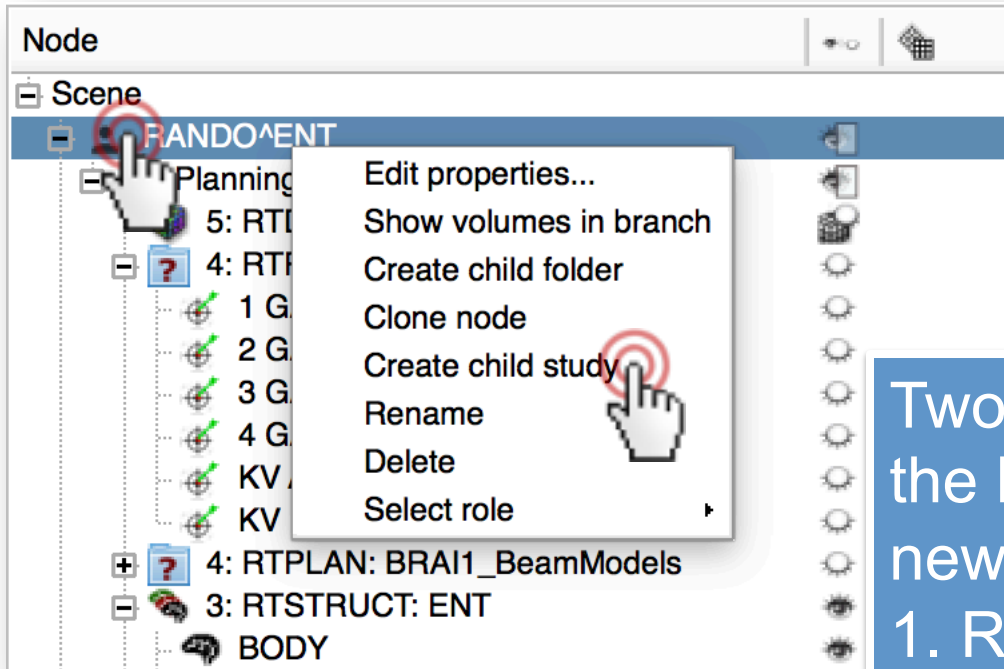 Node
Scene
RANDO^ENT
Planning
5: RTD
4: RTP
1 G
2 G
3 G
4 G
KV
KV
4: RTPLAN: BRAI1_BeamModels
3: RTSTRUCT: ENT
BODY
Edit properties...
Show volumes in branch
Create child folder
Clone node
Create child study
Rename
Delete
Select role
Two
the
new
1. R